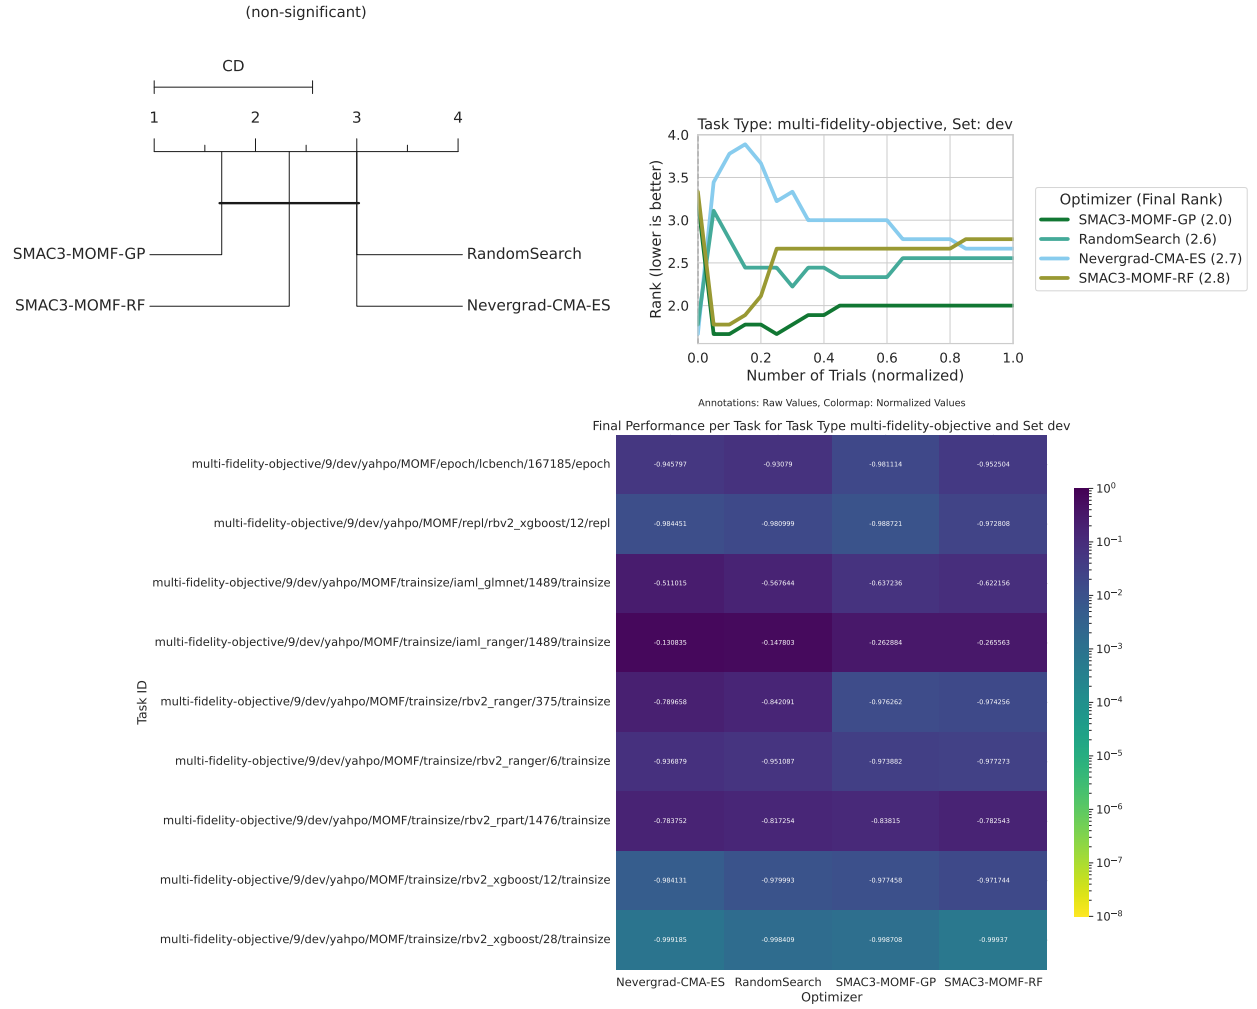 (non-significant)
CD
1 2 3 4
SMAC3-MOMF-GP
SMAC3-MOMF-RF
RandomSearch
Nevergrad-CMA-ES
Task Type: multi-fidelity-objective, Set: dev
Rank (lower is better)
4.0
3.5
3.0
2.5
2.0
0.0 0.2 0.4 0.6 0.8 1.0
Number of Trials (normalized)
Optimizer (Final Rank)
SMAC3-MOMF-GP (2.0)
RandomSearch (2.6)
Nevergrad-CMA-ES (2.7)
SMAC3-MOMF-RF (2.8)
Annotations: Raw Values, Colormap: Normalized Values
Final Performance per Task for Task Type multi-fidelity-objective and Set dev
Task ID
multi-fidelity-objective/9/dev/yahpo/MOMF/epoch/lcbench/167185/epoch -0.945797 -0.93079 -0.981114 -0.952504
multi-fidelity-objective/9/dev/yahpo/MOMF/repl/rbv2_xgboost/12/repl -0.984451 -0.980999 -0.988721 -0.972808
multi-fidelity-objective/9/dev/yahpo/MOMF/trainsize/iaml_glmnet/1489/trainsize -0.511015 -0.567644 -0.637236 -0.622156
multi-fidelity-objective/9/dev/yahpo/MOMF/trainsize/iaml_ranger/1489/trainsize -0.130835 -0.147803 -0.262884 -0.265563
multi-fidelity-objective/9/dev/yahpo/MOMF/trainsize/rbv2_ranger/375/trainsize -0.789658 -0.842091 -0.976262 -0.974256
multi-fidelity-objective/9/dev/yahpo/MOMF/trainsize/rbv2_ranger/6/trainsize -0.936879 -0.951087 -0.973882 -0.977273
multi-fidelity-objective/9/dev/yahpo/MOMF/trainsize/rbv2_rpart/1476/trainsize -0.783752 -0.817254 -0.83815 -0.782543
multi-fidelity-objective/9/dev/yahpo/MOMF/trainsize/rbv2_xgboost/12/trainsize -0.984131 -0.979993 -0.977458 -0.971744
multi-fidelity-objective/9/dev/yahpo/MOMF/trainsize/rbv2_xgboost/28/trainsize -0.999185 -0.998409 -0.998708 -0.99937
Nevergrad-CMA-ES RandomSearch SMAC3-MOMF-GP SMAC3-MOMF-RF
Optimizer
10⁰
10⁻¹
10⁻²
10⁻³
10⁻⁴
10⁻⁵
10⁻⁶
10⁻⁷
10⁻⁸